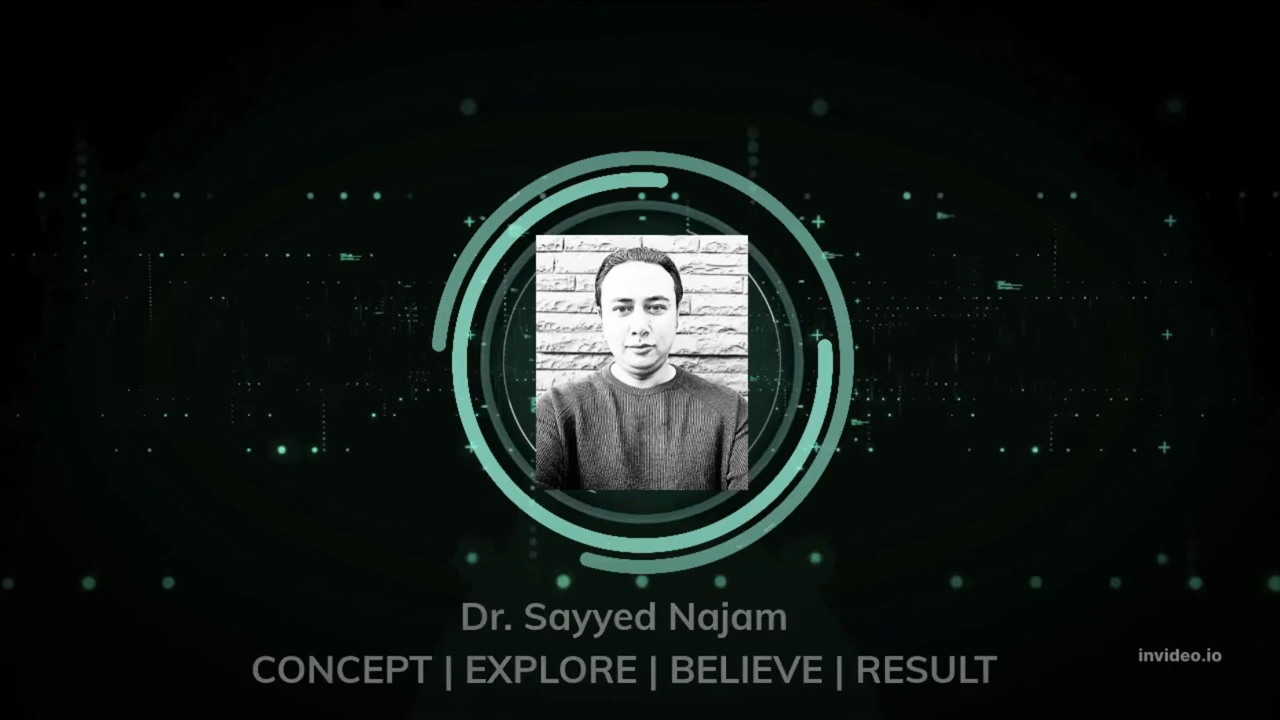 Dr. Sayyed Najam
CONCEPT | EXPLORE | BELIEVE | RESULT
invideo.io